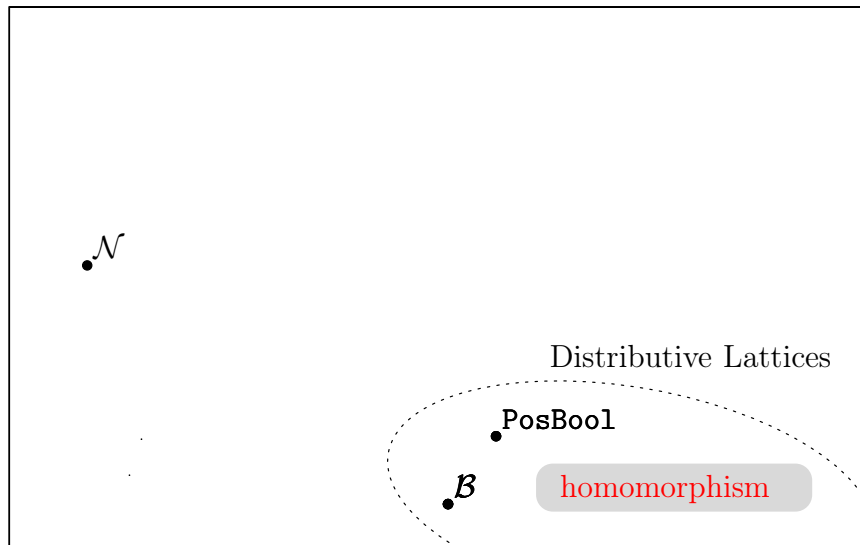 𝒩
Distributive Lattices
PosBool
ℬ
homomorphism